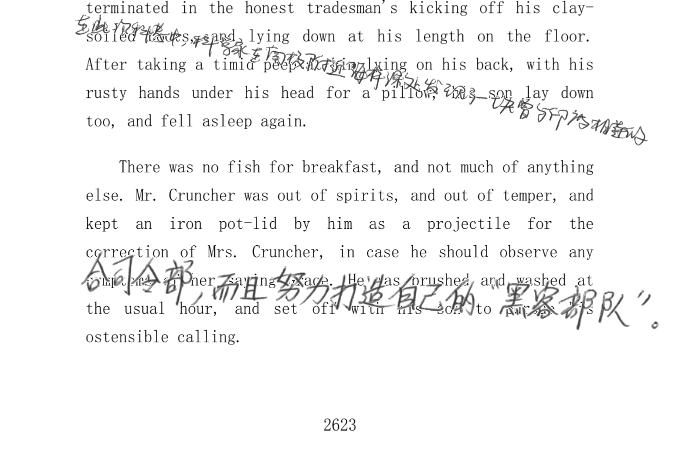 terminated in the honest tradesman's kicking off his clay-
soiled boots, and lying down at his length on the floor.
After taking a timid peep at him lying on his back, with his
rusty hands under his head for a pillow, his son lay down
too, and fell asleep again.
There was no fish for breakfast, and not much of anything
else. Mr. Cruncher was out of spirits, and out of temper, and
kept an iron pot-lid by him as a projectile for the
correction of Mrs. Cruncher, in case he should observe any
her saying Grace. He was brushed and washed at
合司令部，而且努力打造自己的“黑客部队”。
the usual hour, and set off with his son to pursue his
ostensible calling.
2623